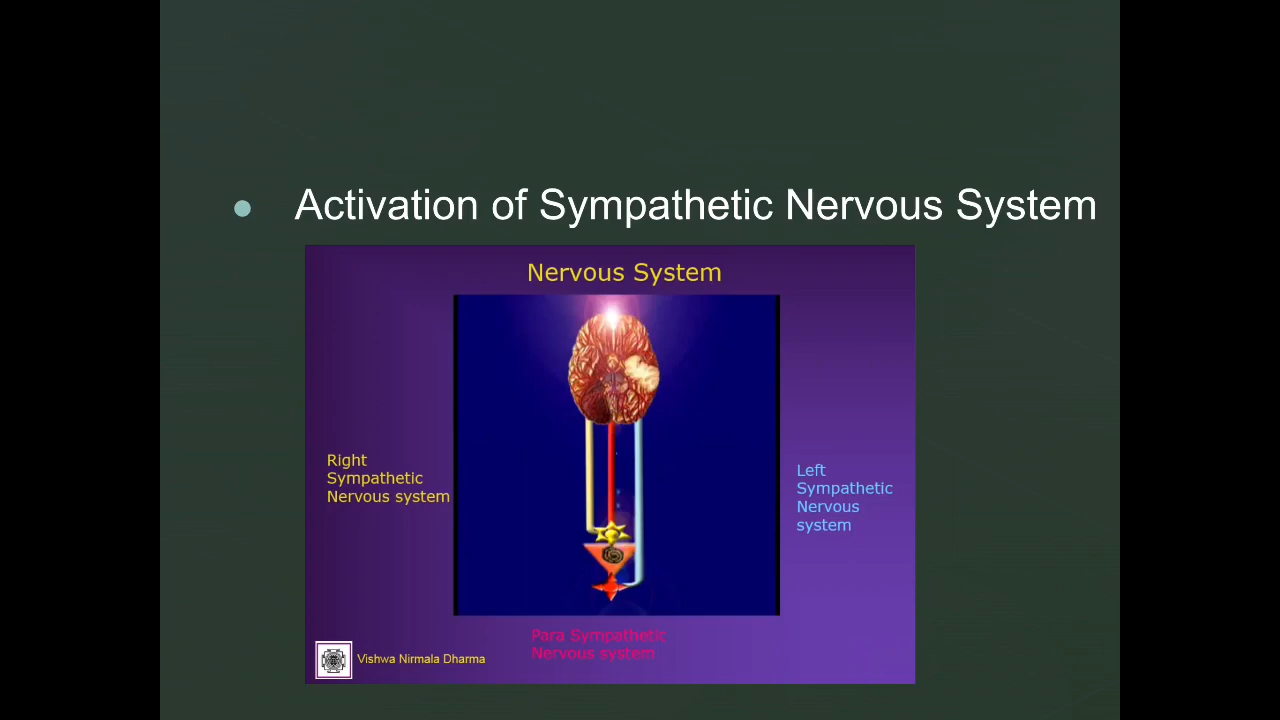 Activation of Sympathetic Nervous System
Nervous System
Right
Sympathetic
Nervous system
Left
Sympathetic
Nervous
system
Para Sympathetic
Nervous system
Vishwa Nirmala Dharma